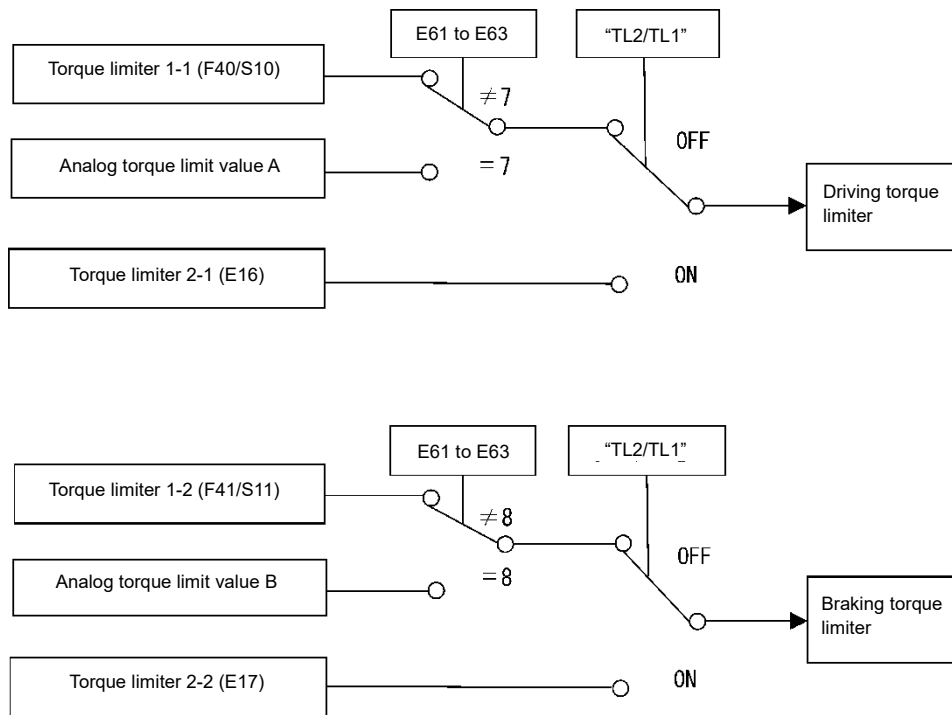 E61 to E63
“TL2/TL1”
Torque limiter 1-1 (F40/S10)
≠7
OFF
Analog torque limit value A
=7
Driving torque
limiter
Torque limiter 2-1 (E16)
ON
E61 to E63
“TL2/TL1”
Torque limiter 1-2 (F41/S11)
≠8
OFF
Analog torque limit value B
=8
Braking torque
limiter
Torque limiter 2-2 (E17)
ON